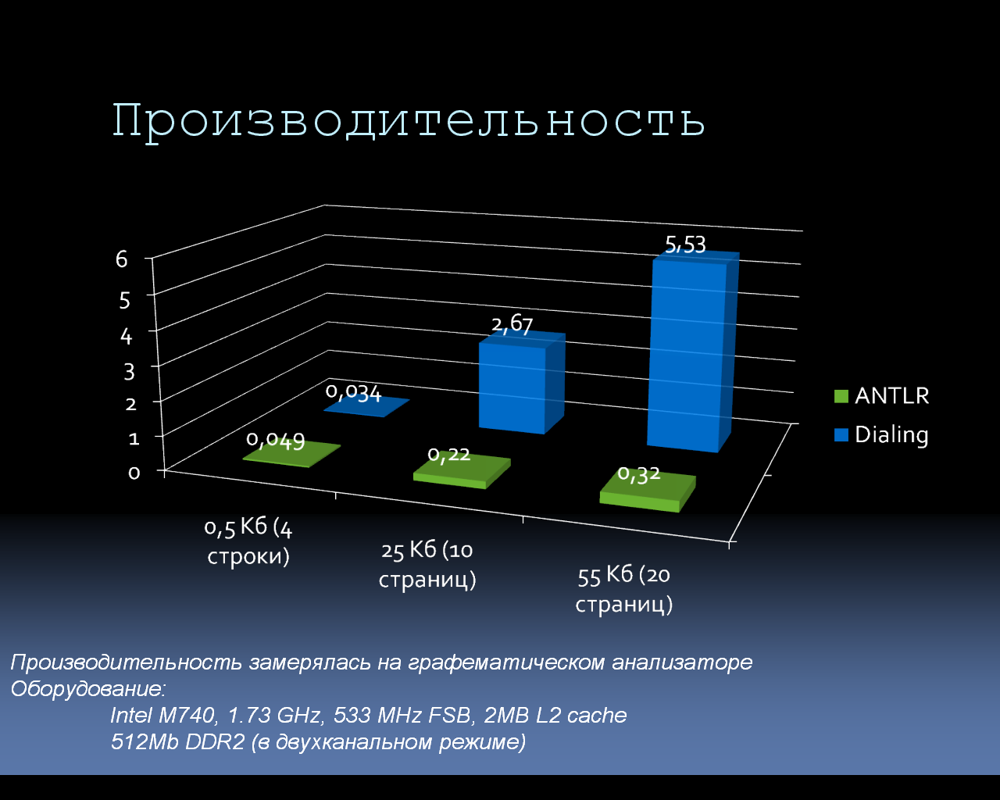 Производительность
6
5
4
3
2
1
0
5,53
2,67
0,034
0,049
0,22
0,32
ANTLR
Dialing
0,5 Кб (4
строки)
25 Кб (10
страниц)
55 Кб (20
страниц)
Производительность замерялась на графематическом анализаторе
Оборудование:
Intel M740, 1.73 GHz, 533 MHz FSB, 2MB L2 cache
512Mb DDR2 (в двухканальном режиме)